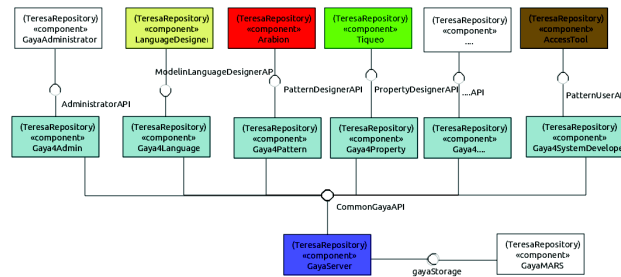 (TeresaRepository)
«component»
GayaAdministrator
(TeresaRepository)
«component»
LanguageDesigner
(TeresaRepository)
«component»
Arabion
(TeresaRepository)
«component»
Tiqueo
(TeresaRepository)
«component»
....
(TeresaRepository)
«component»
AccessTool
ModelinLanguageDesignerAP
AdministratorAPI
PatternDesignerAPI
PropertyDesignerAPI
....API
PatternUserAP
(TeresaRepository)
«component»
Gaya4Admin
(TeresaRepository)
«component»
Gaya4Language
(TeresaRepository)
«component»
Gaya4Pattern
(TeresaRepository)
«component»
Gaya4Property
(TeresaRepository)
«component»
Gaya4....
(TeresaRepository)
«component»
Gaya4SystemDevelope
CommonGayaAPI
(TeresaRepository)
«component»
GayaServer
gayaStorage
(TeresaRepository)
«component»
GayaMARS